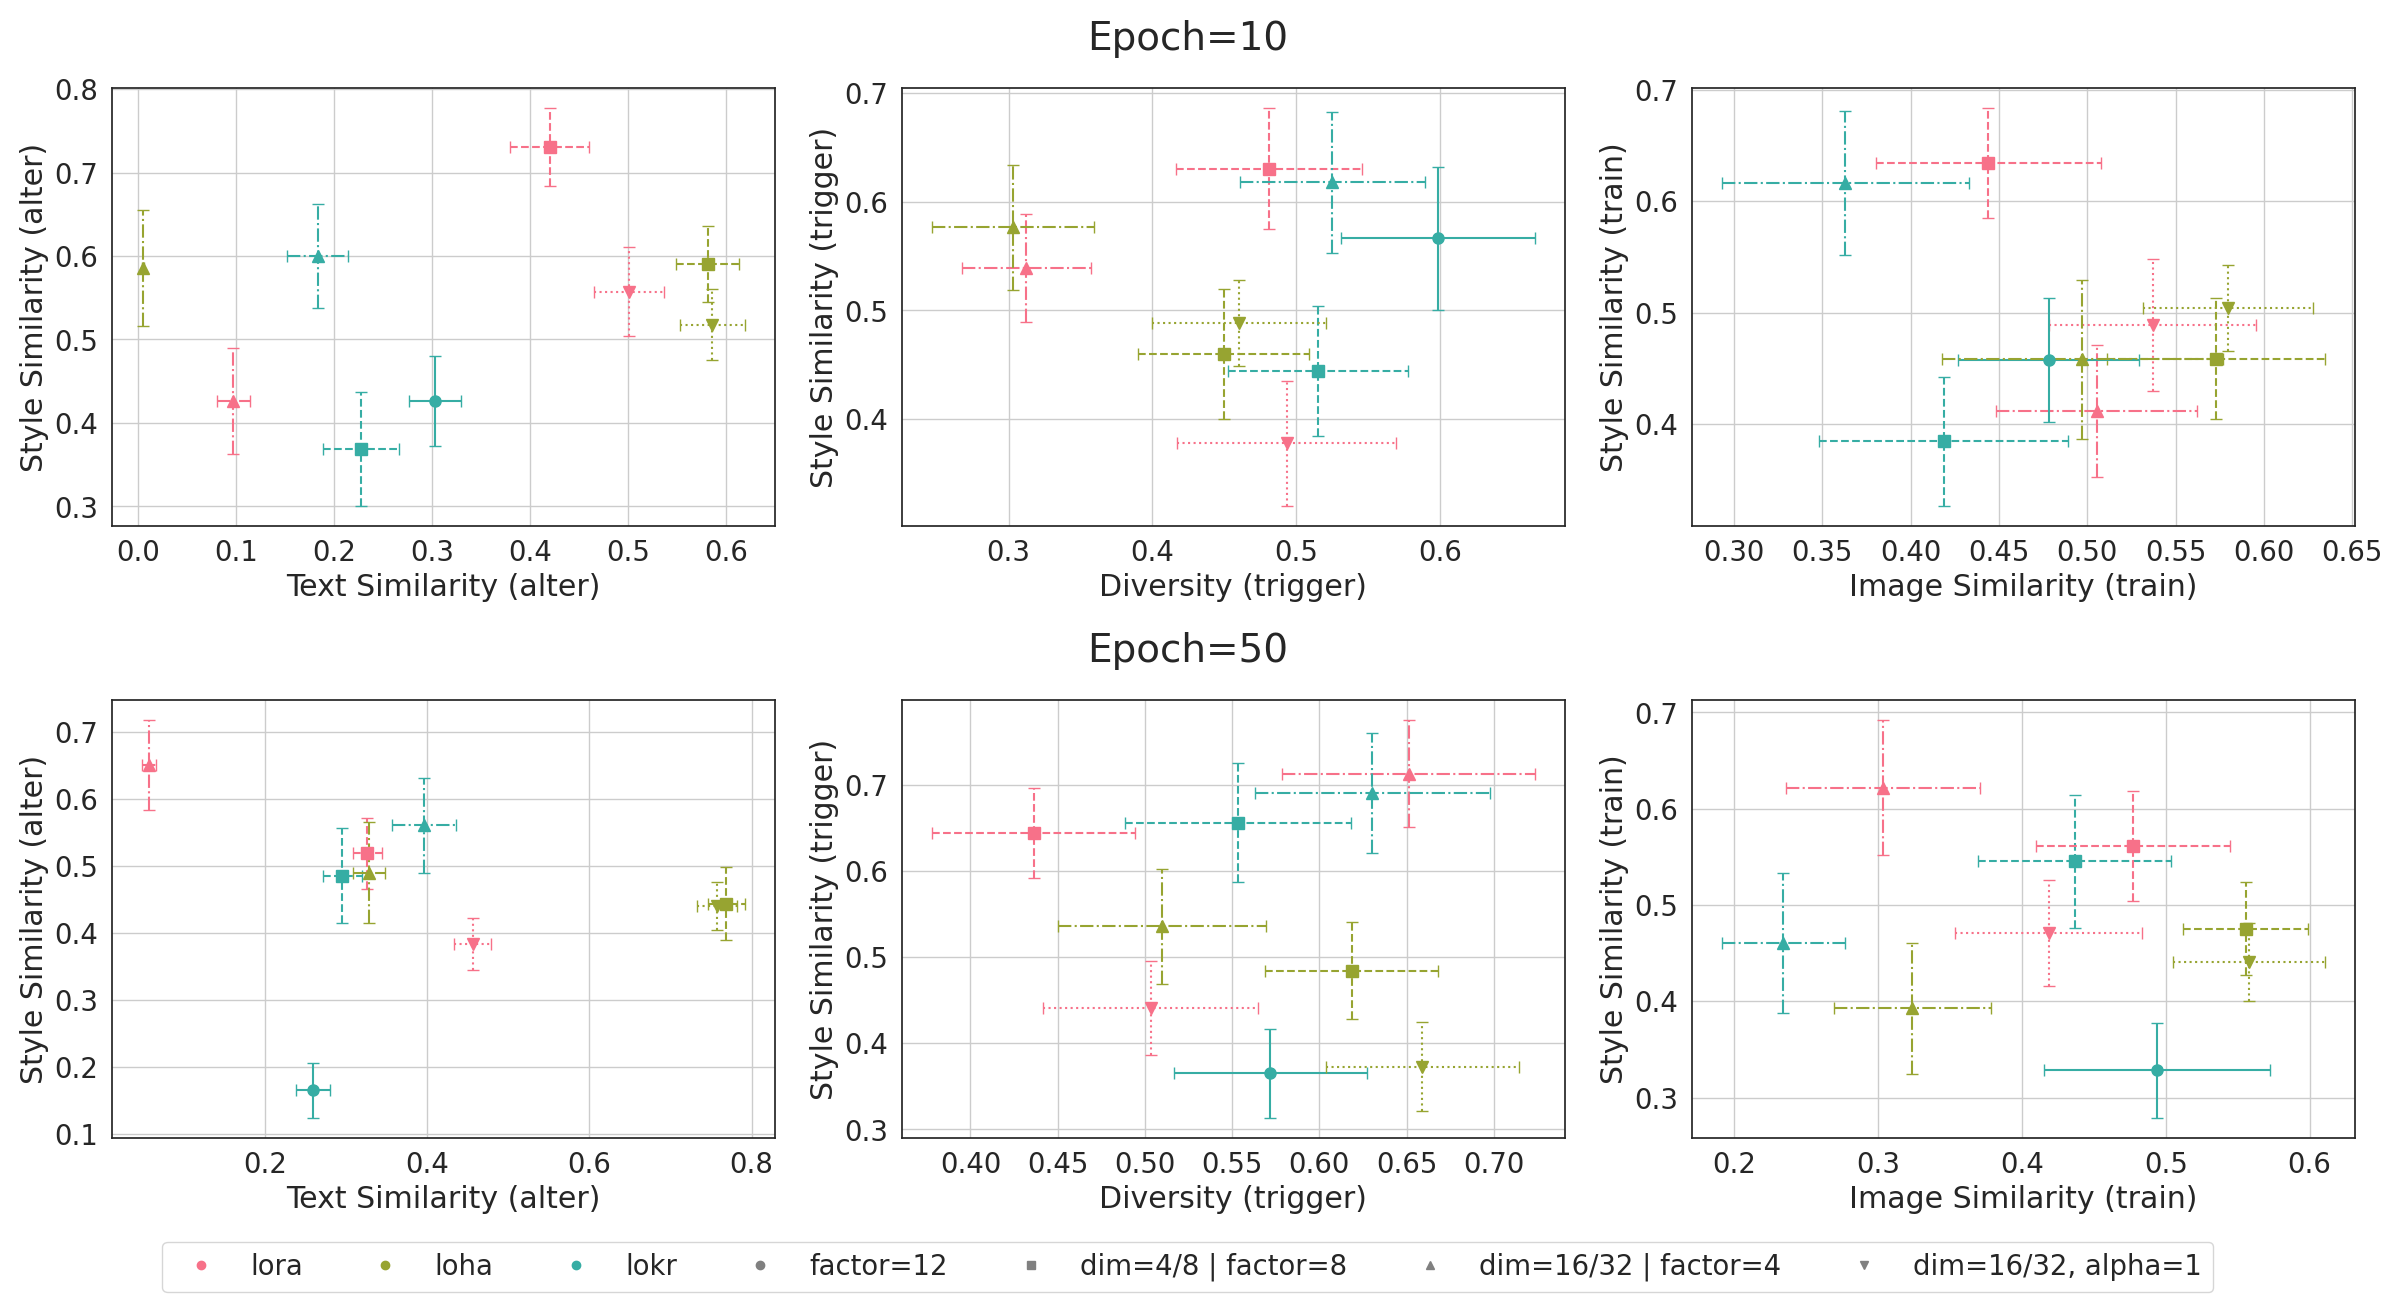 Epoch=10
Style Similarity (alter)
0.8
0.7
0.6
0.5
0.4
0.3
0.0 0.1 0.2 0.3 0.4 0.5 0.6
Text Similarity (alter)
Style Similarity (trigger)
0.7
0.6
0.5
0.4
0.3 0.4 0.5 0.6
Diversity (trigger)
Style Similarity (train)
0.7
0.6
0.5
0.4
0.30 0.35 0.40 0.45 0.50 0.55 0.60 0.65
Image Similarity (train)
Epoch=50
Style Similarity (alter)
0.7
0.6
0.5
0.4
0.3
0.2
0.1
0.2 0.4 0.6 0.8
Text Similarity (alter)
Style Similarity (trigger)
0.7
0.6
0.5
0.4
0.3
0.40 0.45 0.50 0.55 0.60 0.65 0.70
Diversity (trigger)
Style Similarity (train)
0.7
0.6
0.5
0.4
0.3
0.2 0.3 0.4 0.5 0.6
Image Similarity (train)
lora loha lokr factor=12 dim=4/8 | factor=8 dim=16/32 | factor=4 dim=16/32, alpha=1